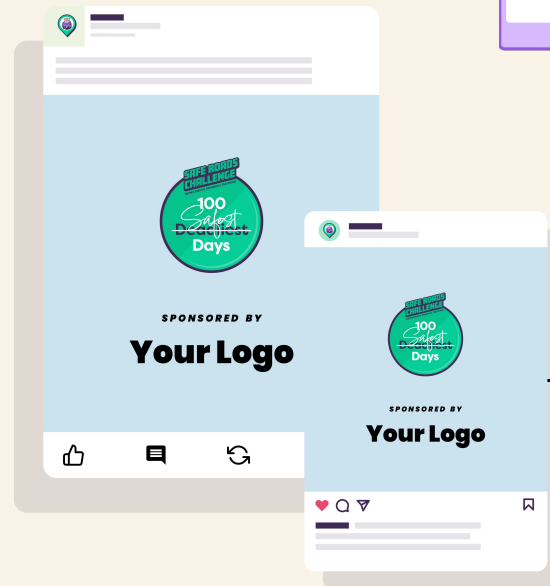 SAFE ROADS
CHALLENGE
100
Safest
Deadliest
Days
SPONSORED BY
Your Logo
SAFE ROADS
CHALLENGE
100
Safest
Deadliest
Days
SPONSORED BY
Your Logo